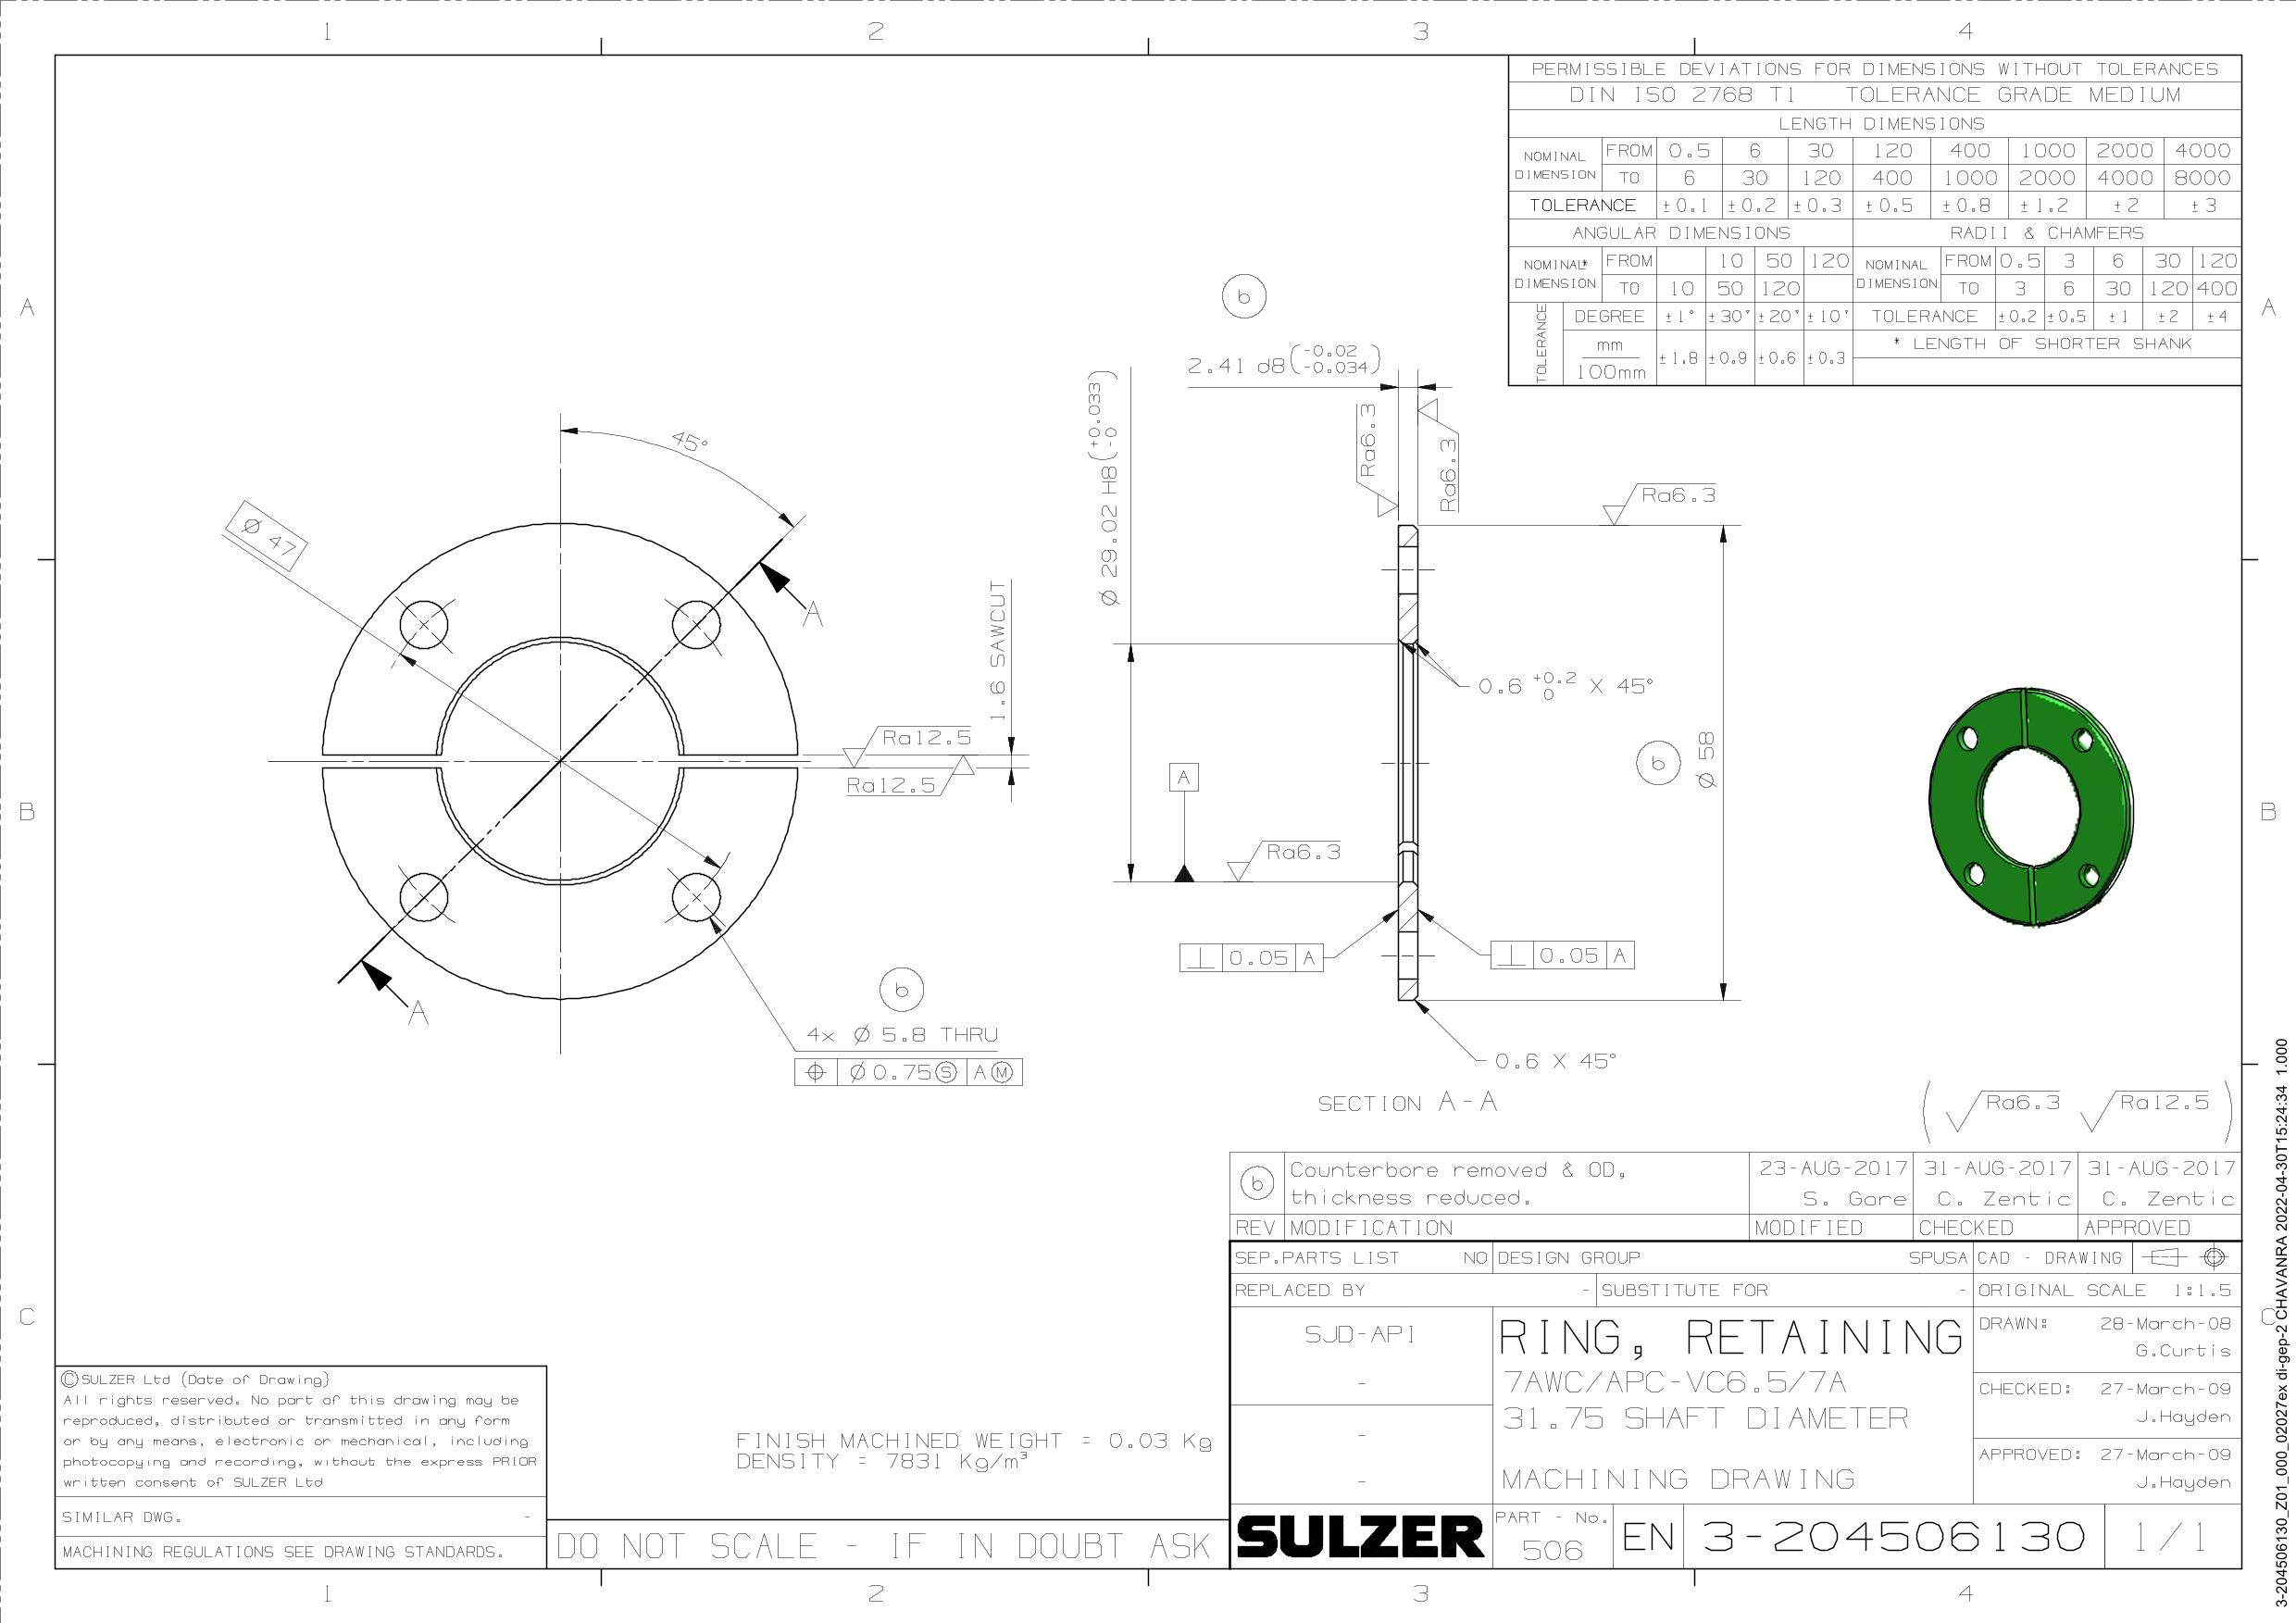 1 2 3 4
A
B
C
A
B
C
1 2 3 4
PERMISSIBLE DEVIATIONS FOR DIMENSIONS WITHOUT TOLERANCES
DIN ISO 2768 T1 TOLERANCE GRADE MEDIUM
LENGTH DIMENSIONS
NOMINAL DIMENSION FROM 0.5 6 30 120 400 1000 2000 4000
TO 6 30 120 400 1000 2000 4000 8000
TOLERANCE ±0.1 ±0.2 ±0.3 ±0.5 ±0.8 ±1.2 ±2 ±3
ANGULAR DIMENSIONS RADII & CHAMFERS
NOMINAL* DIMENSION FROM 10 50 120 NOMINAL DIMENSION FROM 0.5 3 6 30 120
TO 10 50 120 TO 3 6 30 120 400
TOLERANCE DEGREE ±1° ±30' ±20' ±10' TOLERANCE ±0.2 ±0.5 ±1 ±2 ±4
mm
100mm
±1.8 ±0.9 ±0.6 ±0.3
* LENGTH OF SHORTER SHANK
b
2.41 d8(-0.02 -0.034)
Ø 29.02 H8(+0.033 -0)
Ra6.3
Ra6.3
Ra6.3
45°
Ø 47
A
A
1.6 SAWCUT
Ra12.5
Ra12.5
0.6 +0.2 0 X 45°
b
Ø 58
A
Ra6.3
⊥ 0.05 A
⊥ 0.05 A
b
4x Ø 5.8 THRU
⌖ Ø0.75Ⓢ AⓂ
0.6 X 45°
SECTION A-A
(Ra6.3 Ra12.5)
b Counterbore removed & OD,
thickness reduced.
23-AUG-2017 31-AUG-2017 31-AUG-2017
S. Gore C. Zentic C. Zentic
REV MODIFICATION MODIFIED CHECKED APPROVED
SEP.PARTS LIST NO DESIGN GROUP SPUSA CAD - DRAWING
REPLACED BY - SUBSTITUTE FOR - ORIGINAL SCALE 1:1.5
SJD-API
-
-
-
RING, RETAINING
7AWC/APC-VC6.5/7A
31.75 SHAFT DIAMETER
MACHINING DRAWING
DRAWN: 28-March-08
G.Curtis
CHECKED: 27-March-09
J.Hayden
APPROVED: 27-March-09
J.Hayden
SULZER
PART - No.
506
EN 3-204506130 1/1
©SULZER Ltd (Date of Drawing)
All rights reserved. No part of this drawing may be
reproduced, distributed or transmitted in any form
or by any means, electronic or mechanical, including
photocopying and recording, without the express PRIOR
written consent of SULZER Ltd
SIMILAR DWG. -
MACHINING REGULATIONS SEE DRAWING STANDARDS.
FINISH MACHINED WEIGHT = 0.03 Kg
DENSITY = 7831 Kg/m³
DO NOT SCALE - IF IN DOUBT ASK
3-204506130_Z01_000_02027ex di-gep-2 CHAVANRA 2022-04-30T15:24:34 1.000